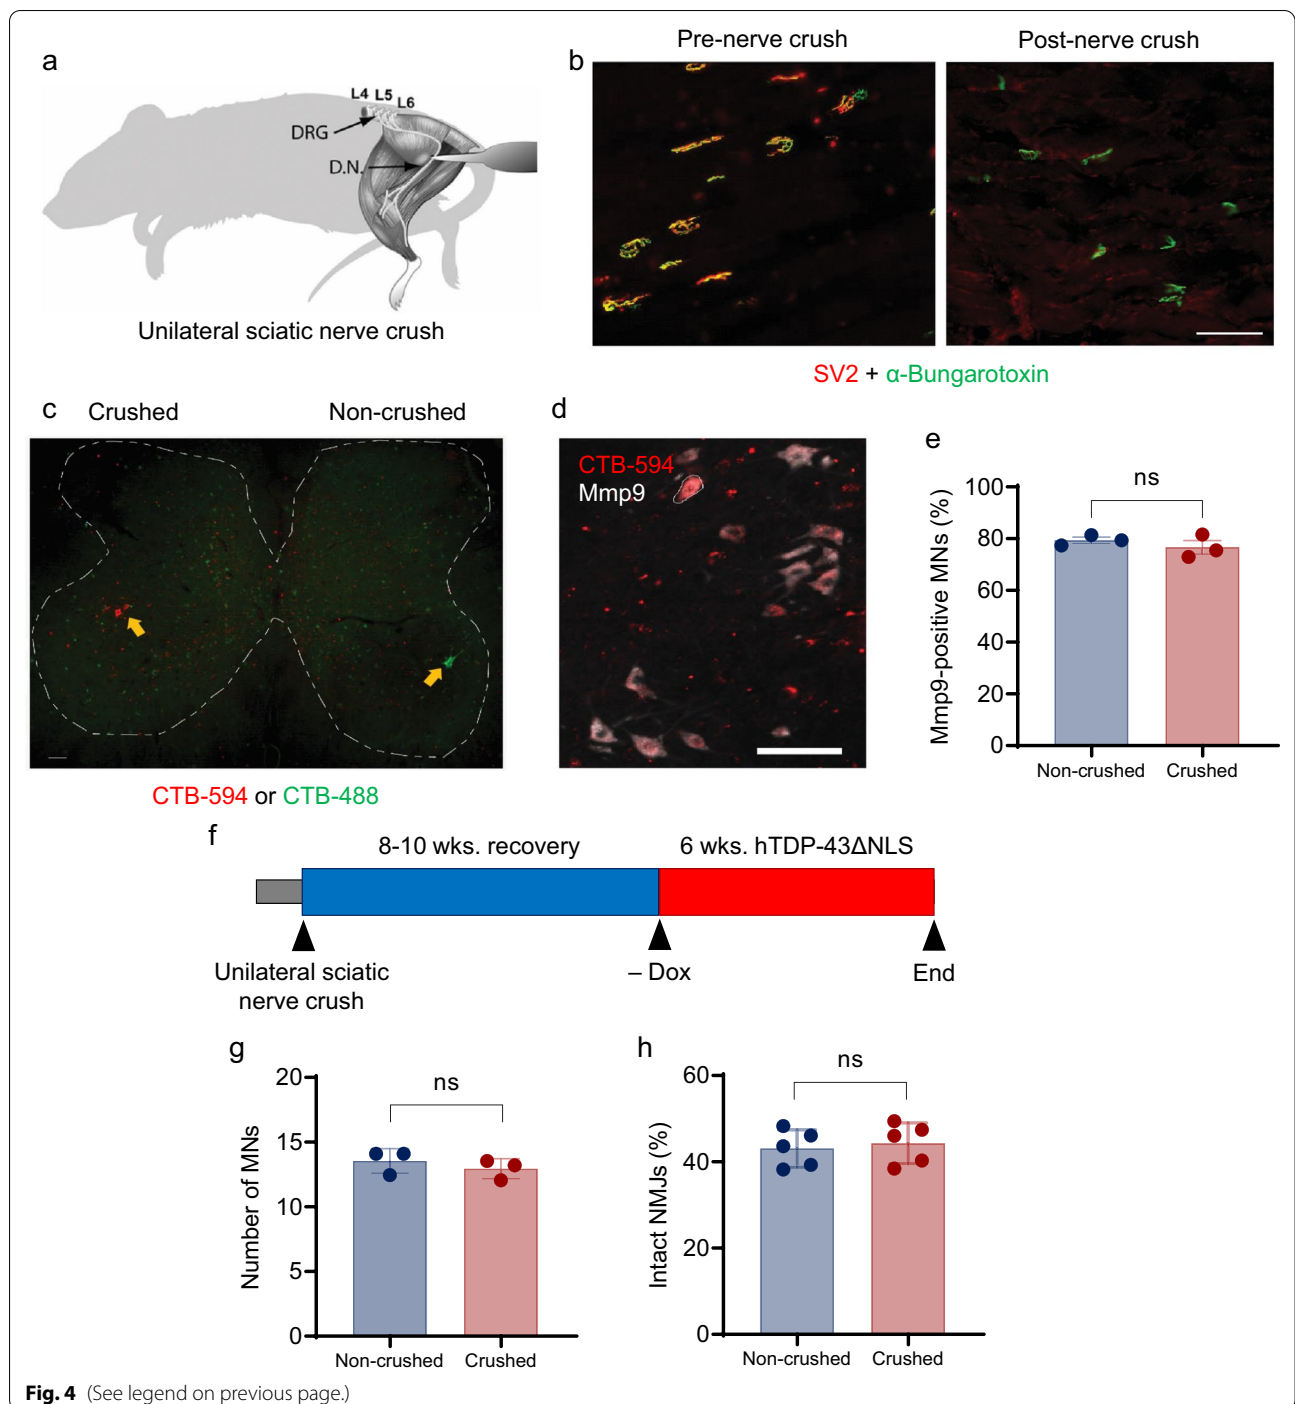 a
L4 L5 L6
DRG
D.N.
Unilateral sciatic nerve crush
b
Pre-nerve crush
Post-nerve crush
SV2 + α-Bungarotoxin
c
Crushed
Non-crushed
CTB-594 or CTB-488
d
CTB-594
Mmp9
e
Mmp9-positive MNs (%)
100
80
60
40
20
0
ns
Non-crushed
Crushed
f
8-10 wks. recovery
6 wks. hTDP-43ΔNLS
Unilateral sciatic
nerve crush
– Dox
End
g
Number of MNs
20
15
10
5
0
ns
Non-crushed
Crushed
h
Intact NMJs (%)
60
40
20
0
ns
Non-crushed
Crushed
Fig. 4 (See legend on previous page.)